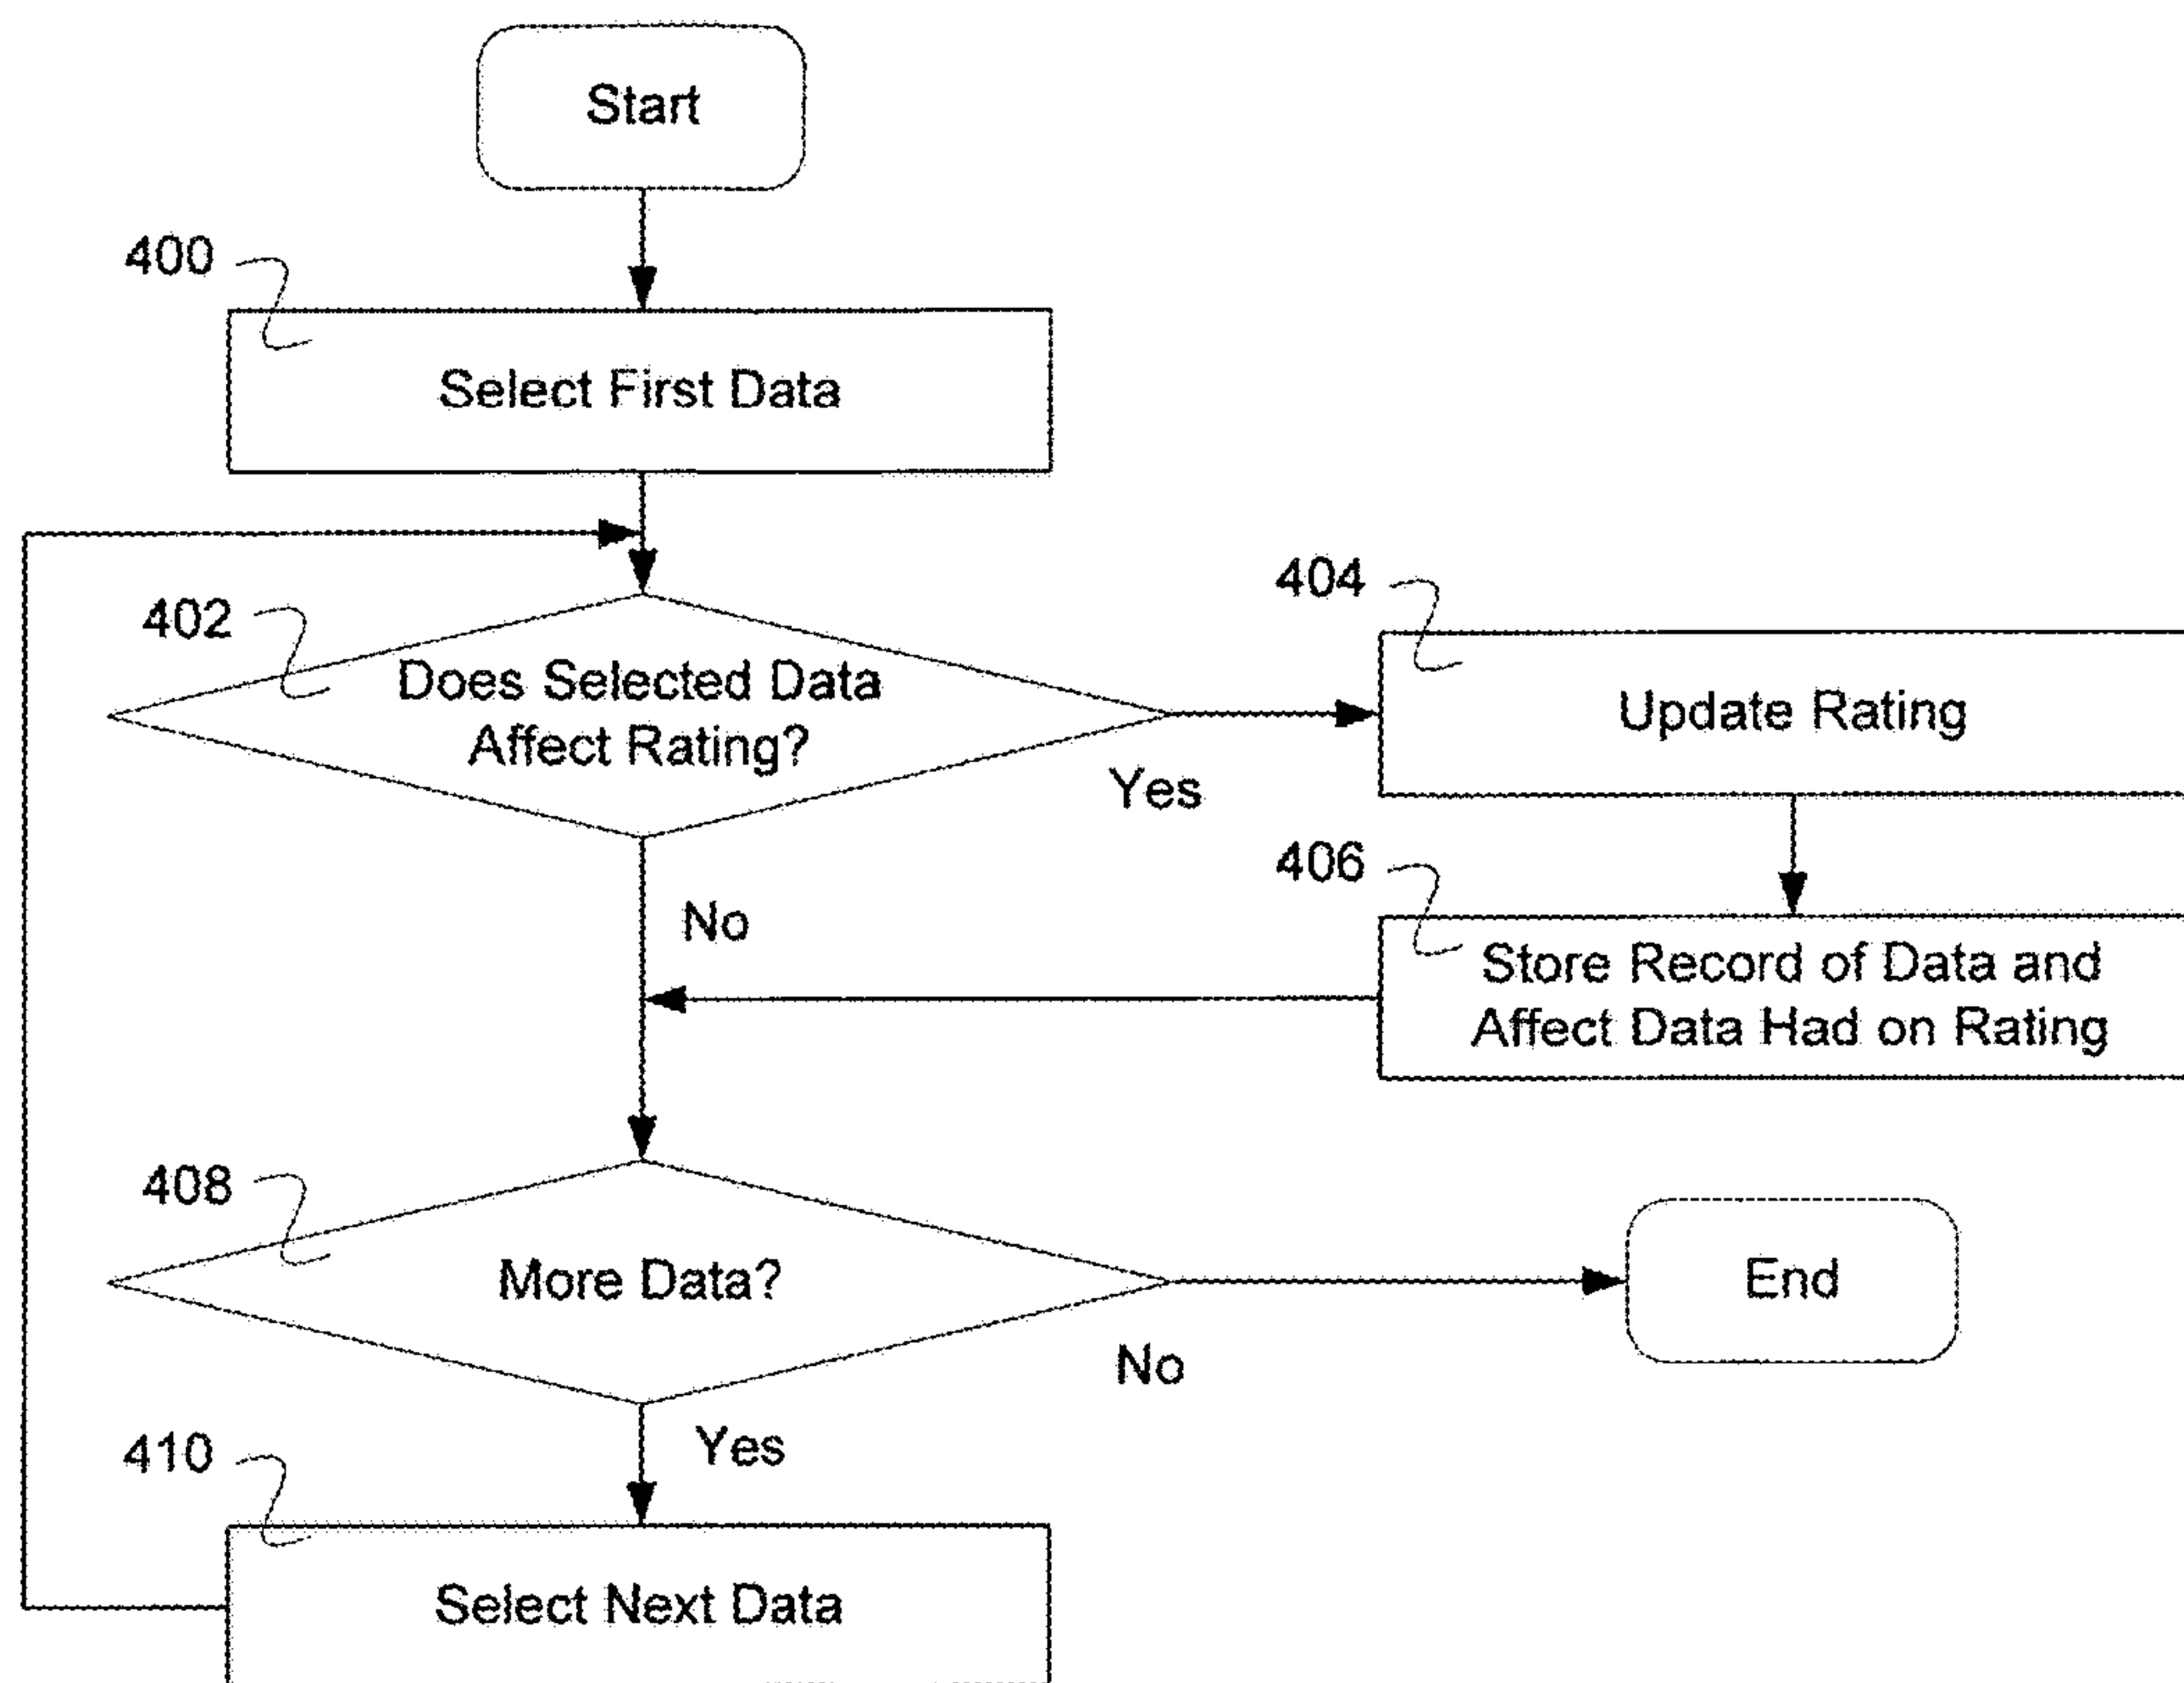 Start
400
Select First Data
402
Does Selected Data
Affect Rating?
Yes
404
Update Rating
406
Store Record of Data and
Affect Data Had on Rating
No
408
More Data?
No
End
Yes
410
Select Next Data